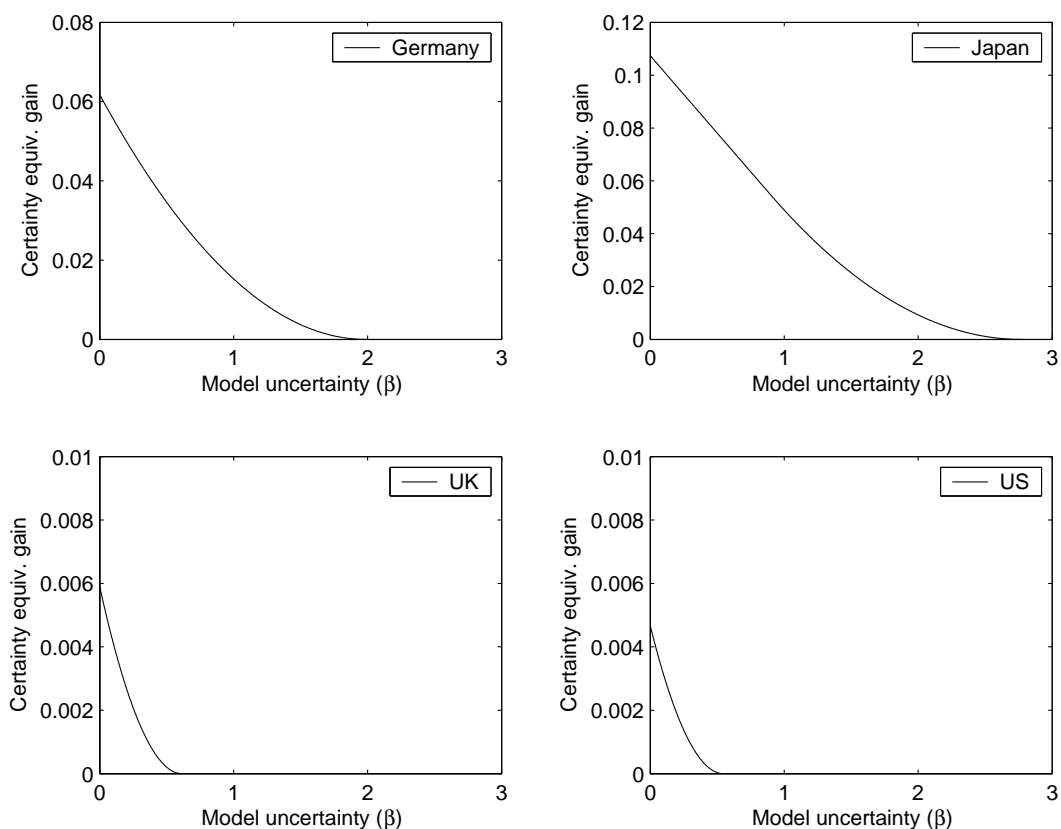 0.08
0.06
0.04
0.02
0
Certainty equiv. gain
Germany
0 1 2 3
Model uncertainty (β)
0.12
0.1
0.08
0.06
0.04
0.02
0
Certainty equiv. gain
Japan
0 1 2 3
Model uncertainty (β)
0.01
0.008
0.006
0.004
0.002
0
Certainty equiv. gain
UK
0 1 2 3
Model uncertainty (β)
0.01
0.008
0.006
0.004
0.002
0
Certainty equiv. gain
US
0 1 2 3
Model uncertainty (β)